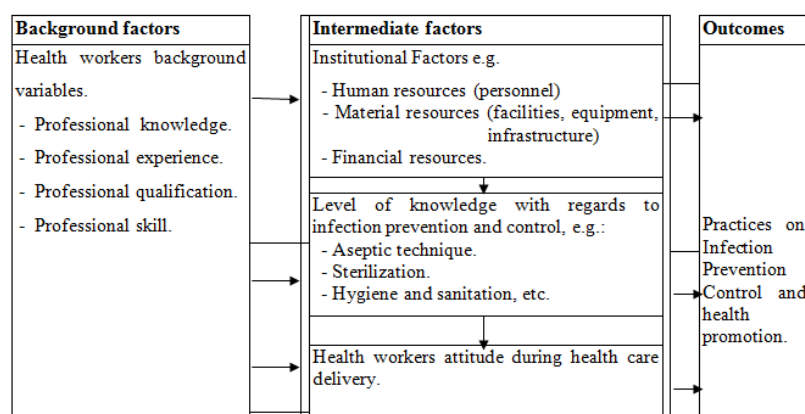 Background factors
Health workers background
variables.
- Professional knowledge.
- Professional experience.
- Professional qualification.
- Professional skill.
Intermediate factors
Institutional Factors e.g.
- Human resources (personnel)
- Material resources (facilities, equipment,
infrastructure)
- Financial resources.
Level of knowledge with regards to
infection prevention and control, e.g.:
- Aseptic technique.
- Sterilization.
- Hygiene and sanitation, etc.
Health workers attitude during health care
delivery.
Outcomes
Practices on
Infection
Prevention
Control and
health
promotion.